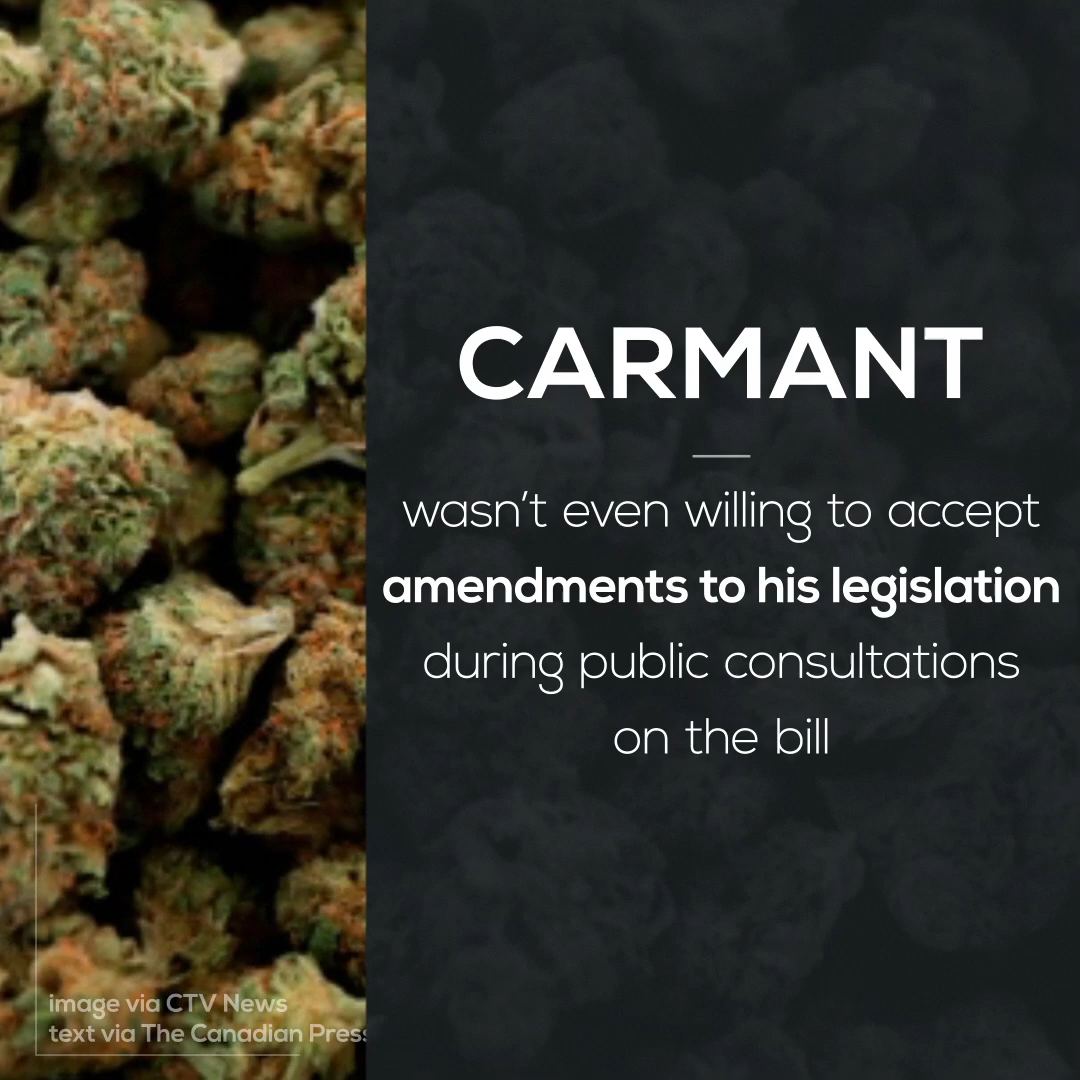 CARMANT
wasn't even willing to accept
amendments to his legislation
during public consultations
on the bill
image via CTV News
text via The Canadian Press